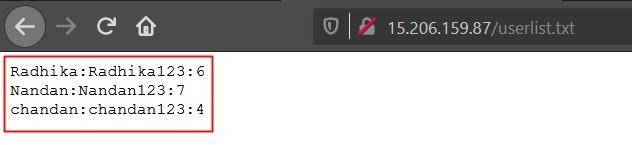 15.206.159.87/userlist.txt
Radhika:Radhika123:6
Nandan:Nandan123:7
chandan:chandan123:4